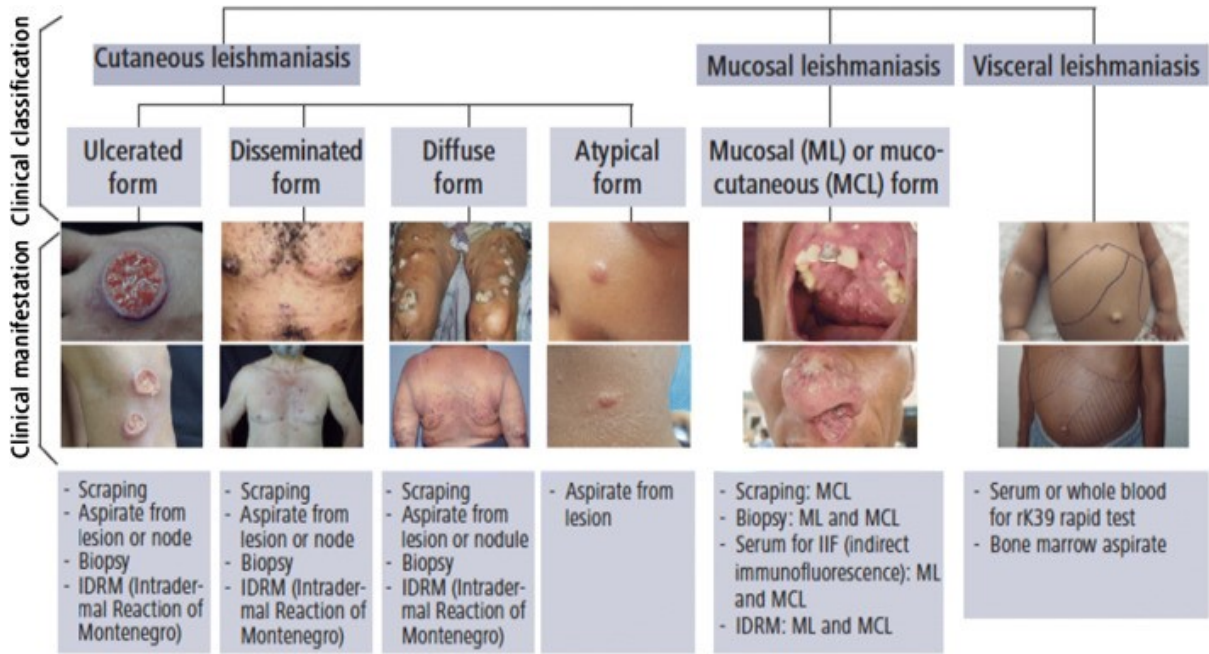 Clinical classification
Cutaneous leishmaniasis
Mucosal leishmaniasis
Visceral leishmaniasis
Ulcerated
form
Disseminated
form
Diffuse
form
Atypical
form
Mucosal (ML) or muco-
cutaneous (MCL) form
Clinical manifestation
- Scraping
- Aspirate from
lesion or node
- Biopsy
- IDRM (Intrader-
mal Reaction of
Montenegro)
- Scraping
- Aspirate from
lesion or node
- Biopsy
- IDRM (Intrader-
mal Reaction of
Montenegro)
- Scraping
- Aspirate from
lesion or nodule
- Biopsy
- IDRM (Intrader-
mal Reaction of
Montenegro)
- Aspirate from
lesion
- Scraping: MCL
- Biopsy: ML and MCL
- Serum for IIF (indirect
immunofluorescence): ML
and MCL
- IDRM: ML and MCL
- Serum or whole blood
for rK39 rapid test
- Bone marrow aspirate